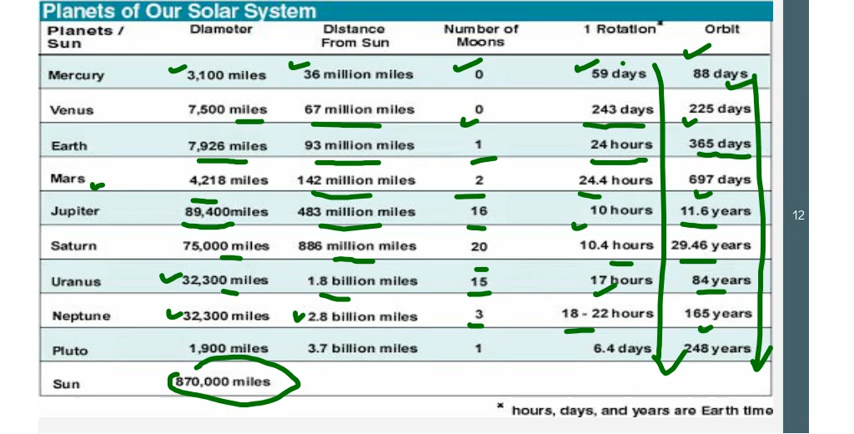 Planets of Our Solar System
Planets / Sun Diameter Distance From Sun Number of Moons 1 Rotation* Orbit
Mercury 3,100 miles 36 million miles 0 59 days 88 days
Venus 7,500 miles 67 million miles 0 243 days 225 days
Earth 7,926 miles 93 million miles 1 24 hours 365 days
Mars 4,218 miles 142 million miles 2 24.4 hours 697 days
Jupiter 89,400miles 483 million miles 16 10 hours 11.6 years
Saturn 75,000 miles 886 million miles 20 10.4 hours 29.46 years
Uranus 32,300 miles 1.8 billion miles 15 17 hours 84 years
Neptune 32,300 miles 2.8 billion miles 3 18 - 22 hours 165 years
Pluto 1,900 miles 3.7 billion miles 1 6.4 days 248 years
Sun 870,000 miles
* hours, days, and years are Earth time
12